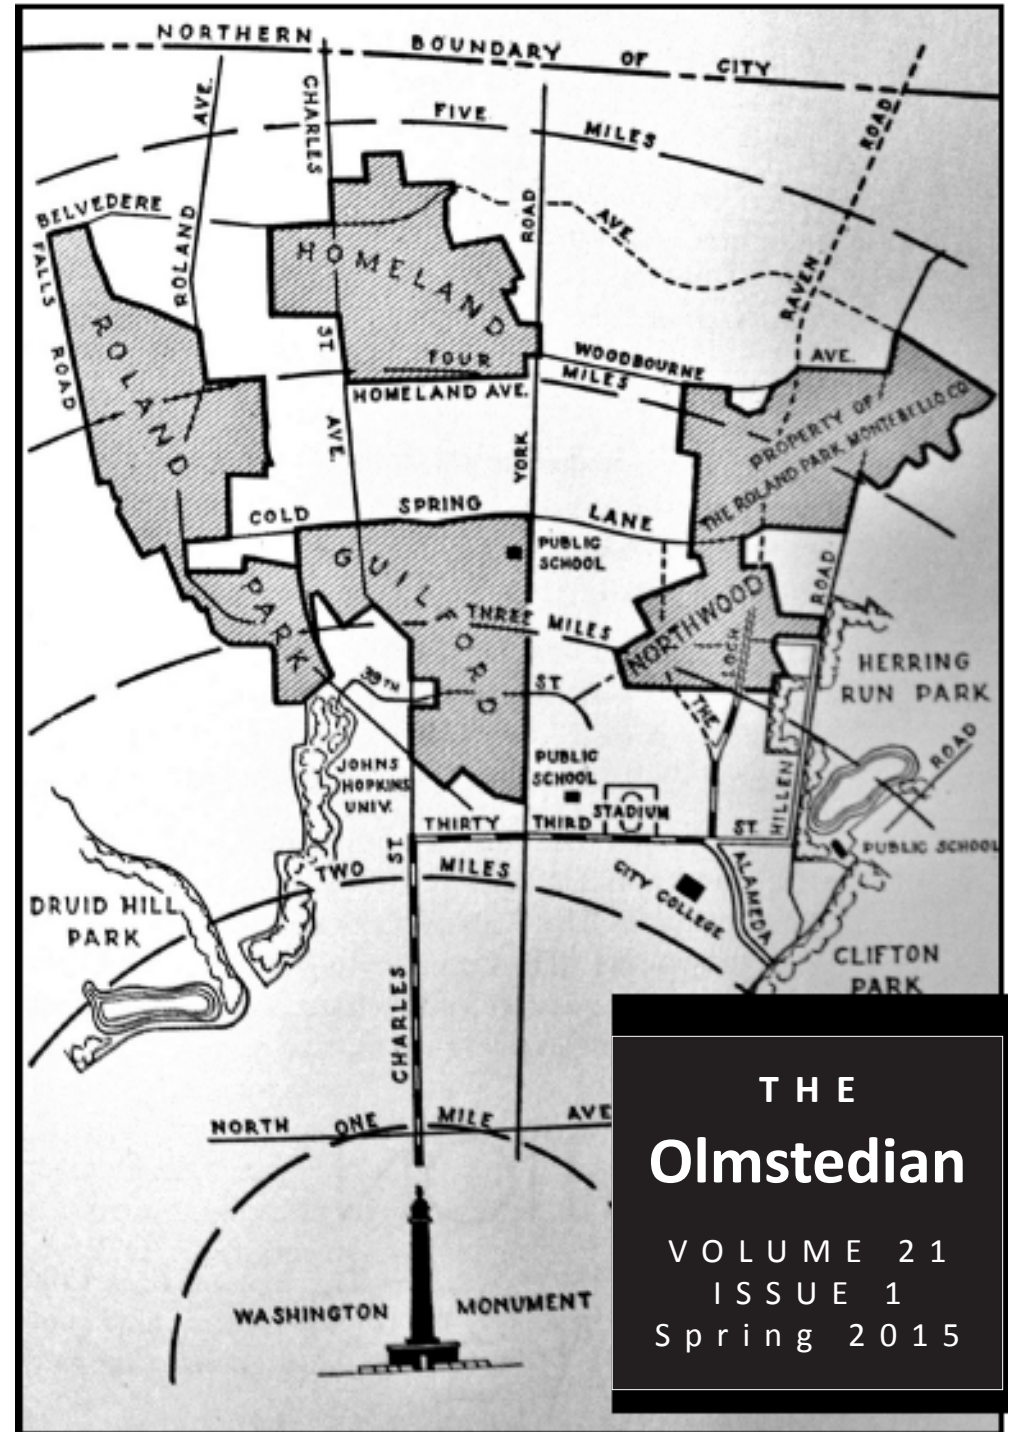 NORTHERN BOUNDARY OF CITY
ROLAND AVE.
CHARLES ST. AVE.
FIVE MILES
RAVEN ROAD
BELVEDERE AVE.
FALLS ROAD
YORK ROAD
HOMELAND
ROLAND
FOUR MILES
WOODBOURNE AVE.
HOMELAND AVE.
PROPERTY OF
THE ROLAND PARK MONTEBELLO CO.
COLD SPRING LANE
GUILFORD
PUBLIC
SCHOOL
PARK
THREE MILES
NORTHWOOD
LOCH
ROAD
HERRING
RUN PARK
39TH ST.
THE
JOHNS
HOPKINS
UNIV.
PUBLIC
SCHOOL
STADIUM
HILLEN
ROAD
THIRTY THIRD ST.
PUBLIC SCHOOL
TWO MILES
CITY COLLEGE
ALAMEDA
DRUID HILL
PARK
CLIFTON
PARK
CHARLES ST.
NORTH AVE
ONE MILE
WASHINGTON MONUMENT
THE
Olmstedian
VOLUME 21
ISSUE 1
Spring 2015